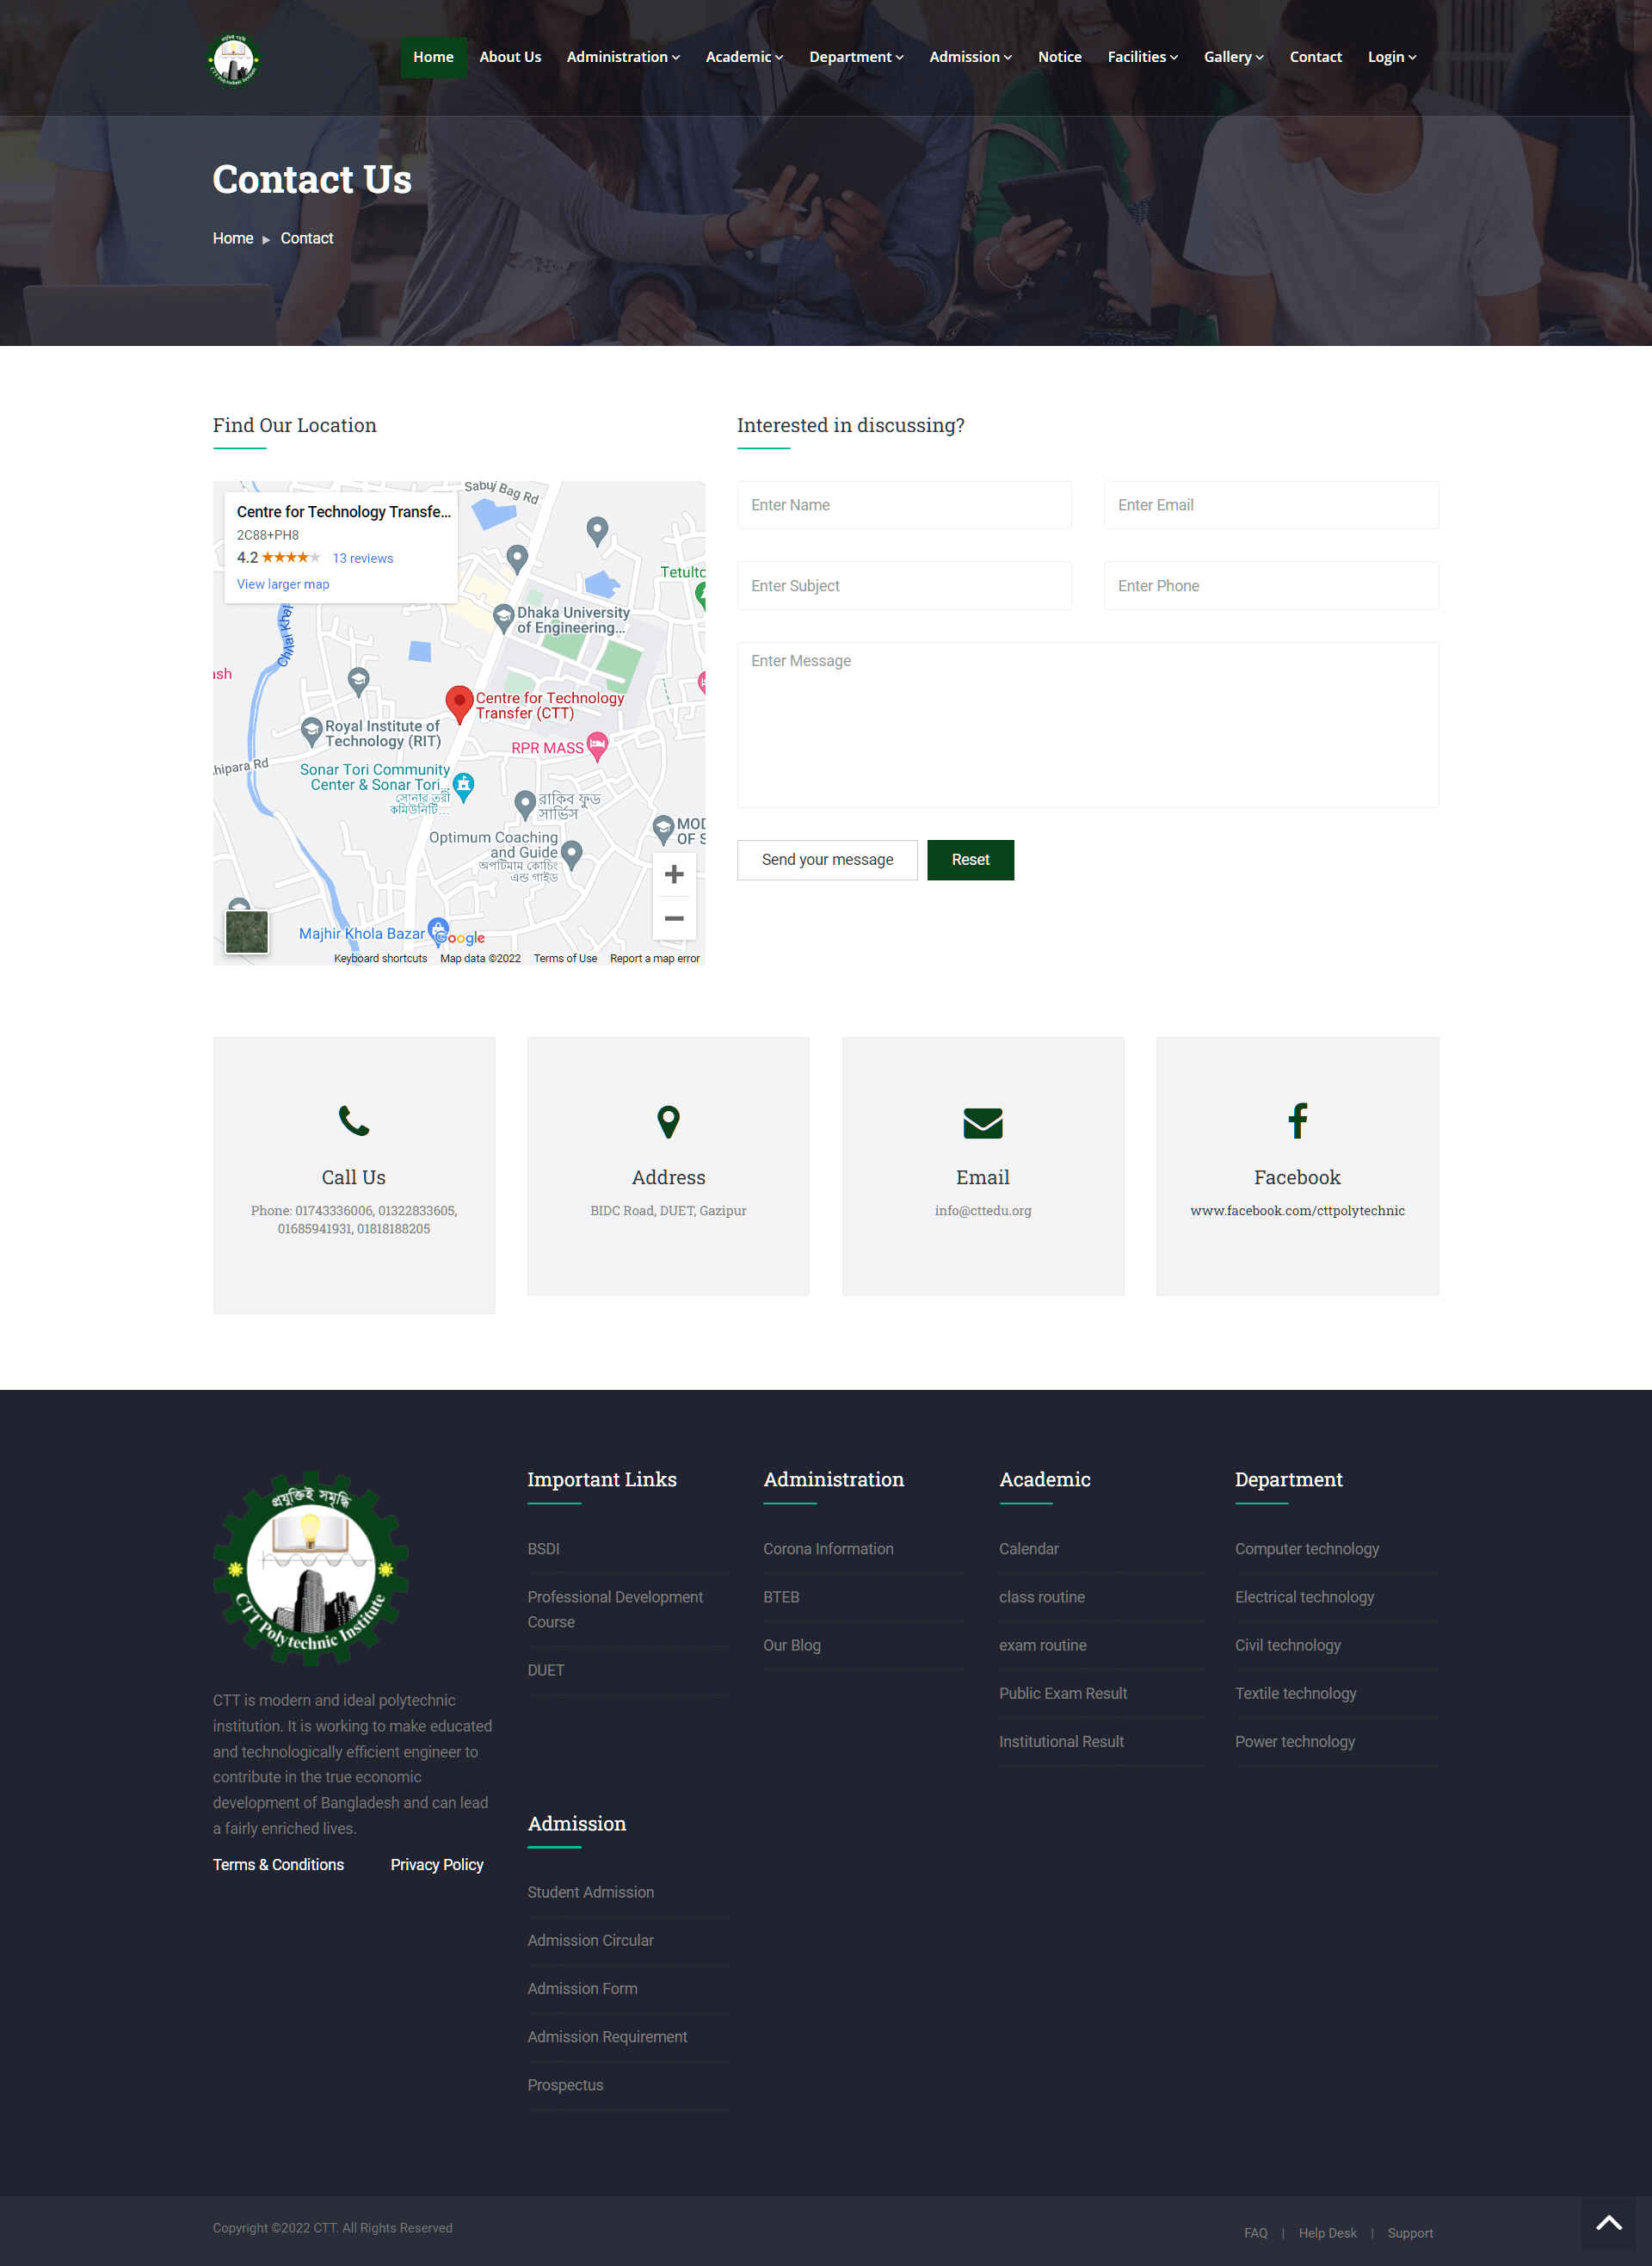 Home
About Us
Administration
Academic
Department
Admission
Notice
Facilities
Gallery
Contact
Login
Contact Us
Home ▸ Contact
Find Our Location
Sabuj Bag Rd
Centre for Technology Transfe...
2C88+PH8
4.2 ★★★★★ 13 reviews
View larger map
Tetultc
Dhaka University
of Engineering...
ash
Centre for Technology
Transfer (CTT)
Royal Institute of
Technology (RIT)
RPR MASS
hipara Rd
Sonar Tori Community
Center & Sonar Tori...
সোনার তরী
কমিউনিটি...
রাকিব ফুড
সার্ভিস
MOD
OF S
Optimum Coaching
and Guide
অপটিমাম কোচিং
এন্ড গাইড
Majhir Khola Bazar
Google
Keyboard shortcuts
Map data ©2022
Terms of Use
Report a map error
Interested in discussing?
Enter Name
Enter Email
Enter Subject
Enter Phone
Enter Message
Send your message
Reset
Call Us
Phone: 01743336006, 01322833605,
01685941931, 01818188205
Address
BIDC Road, DUET, Gazipur
Email
info@cttedu.org
Facebook
www.facebook.com/cttpolytechnic
প্রযুক্তিই সমৃদ্ধি
CTT Polytechnic Institute
CTT is modern and ideal polytechnic
institution. It is working to make educated
and technologically efficient engineer to
contribute in the true economic
development of Bangladesh and can lead
a fairly enriched lives.
Terms & Conditions
Privacy Policy
Important Links
BSDI
Professional Development
Course
DUET
Administration
Corona Information
BTEB
Our Blog
Academic
Calendar
class routine
exam routine
Public Exam Result
Institutional Result
Department
Computer technology
Electrical technology
Civil technology
Textile technology
Power technology
Admission
Student Admission
Admission Circular
Admission Form
Admission Requirement
Prospectus
Copyright ©2022 CTT. All Rights Reserved
FAQ | Help Desk | Support